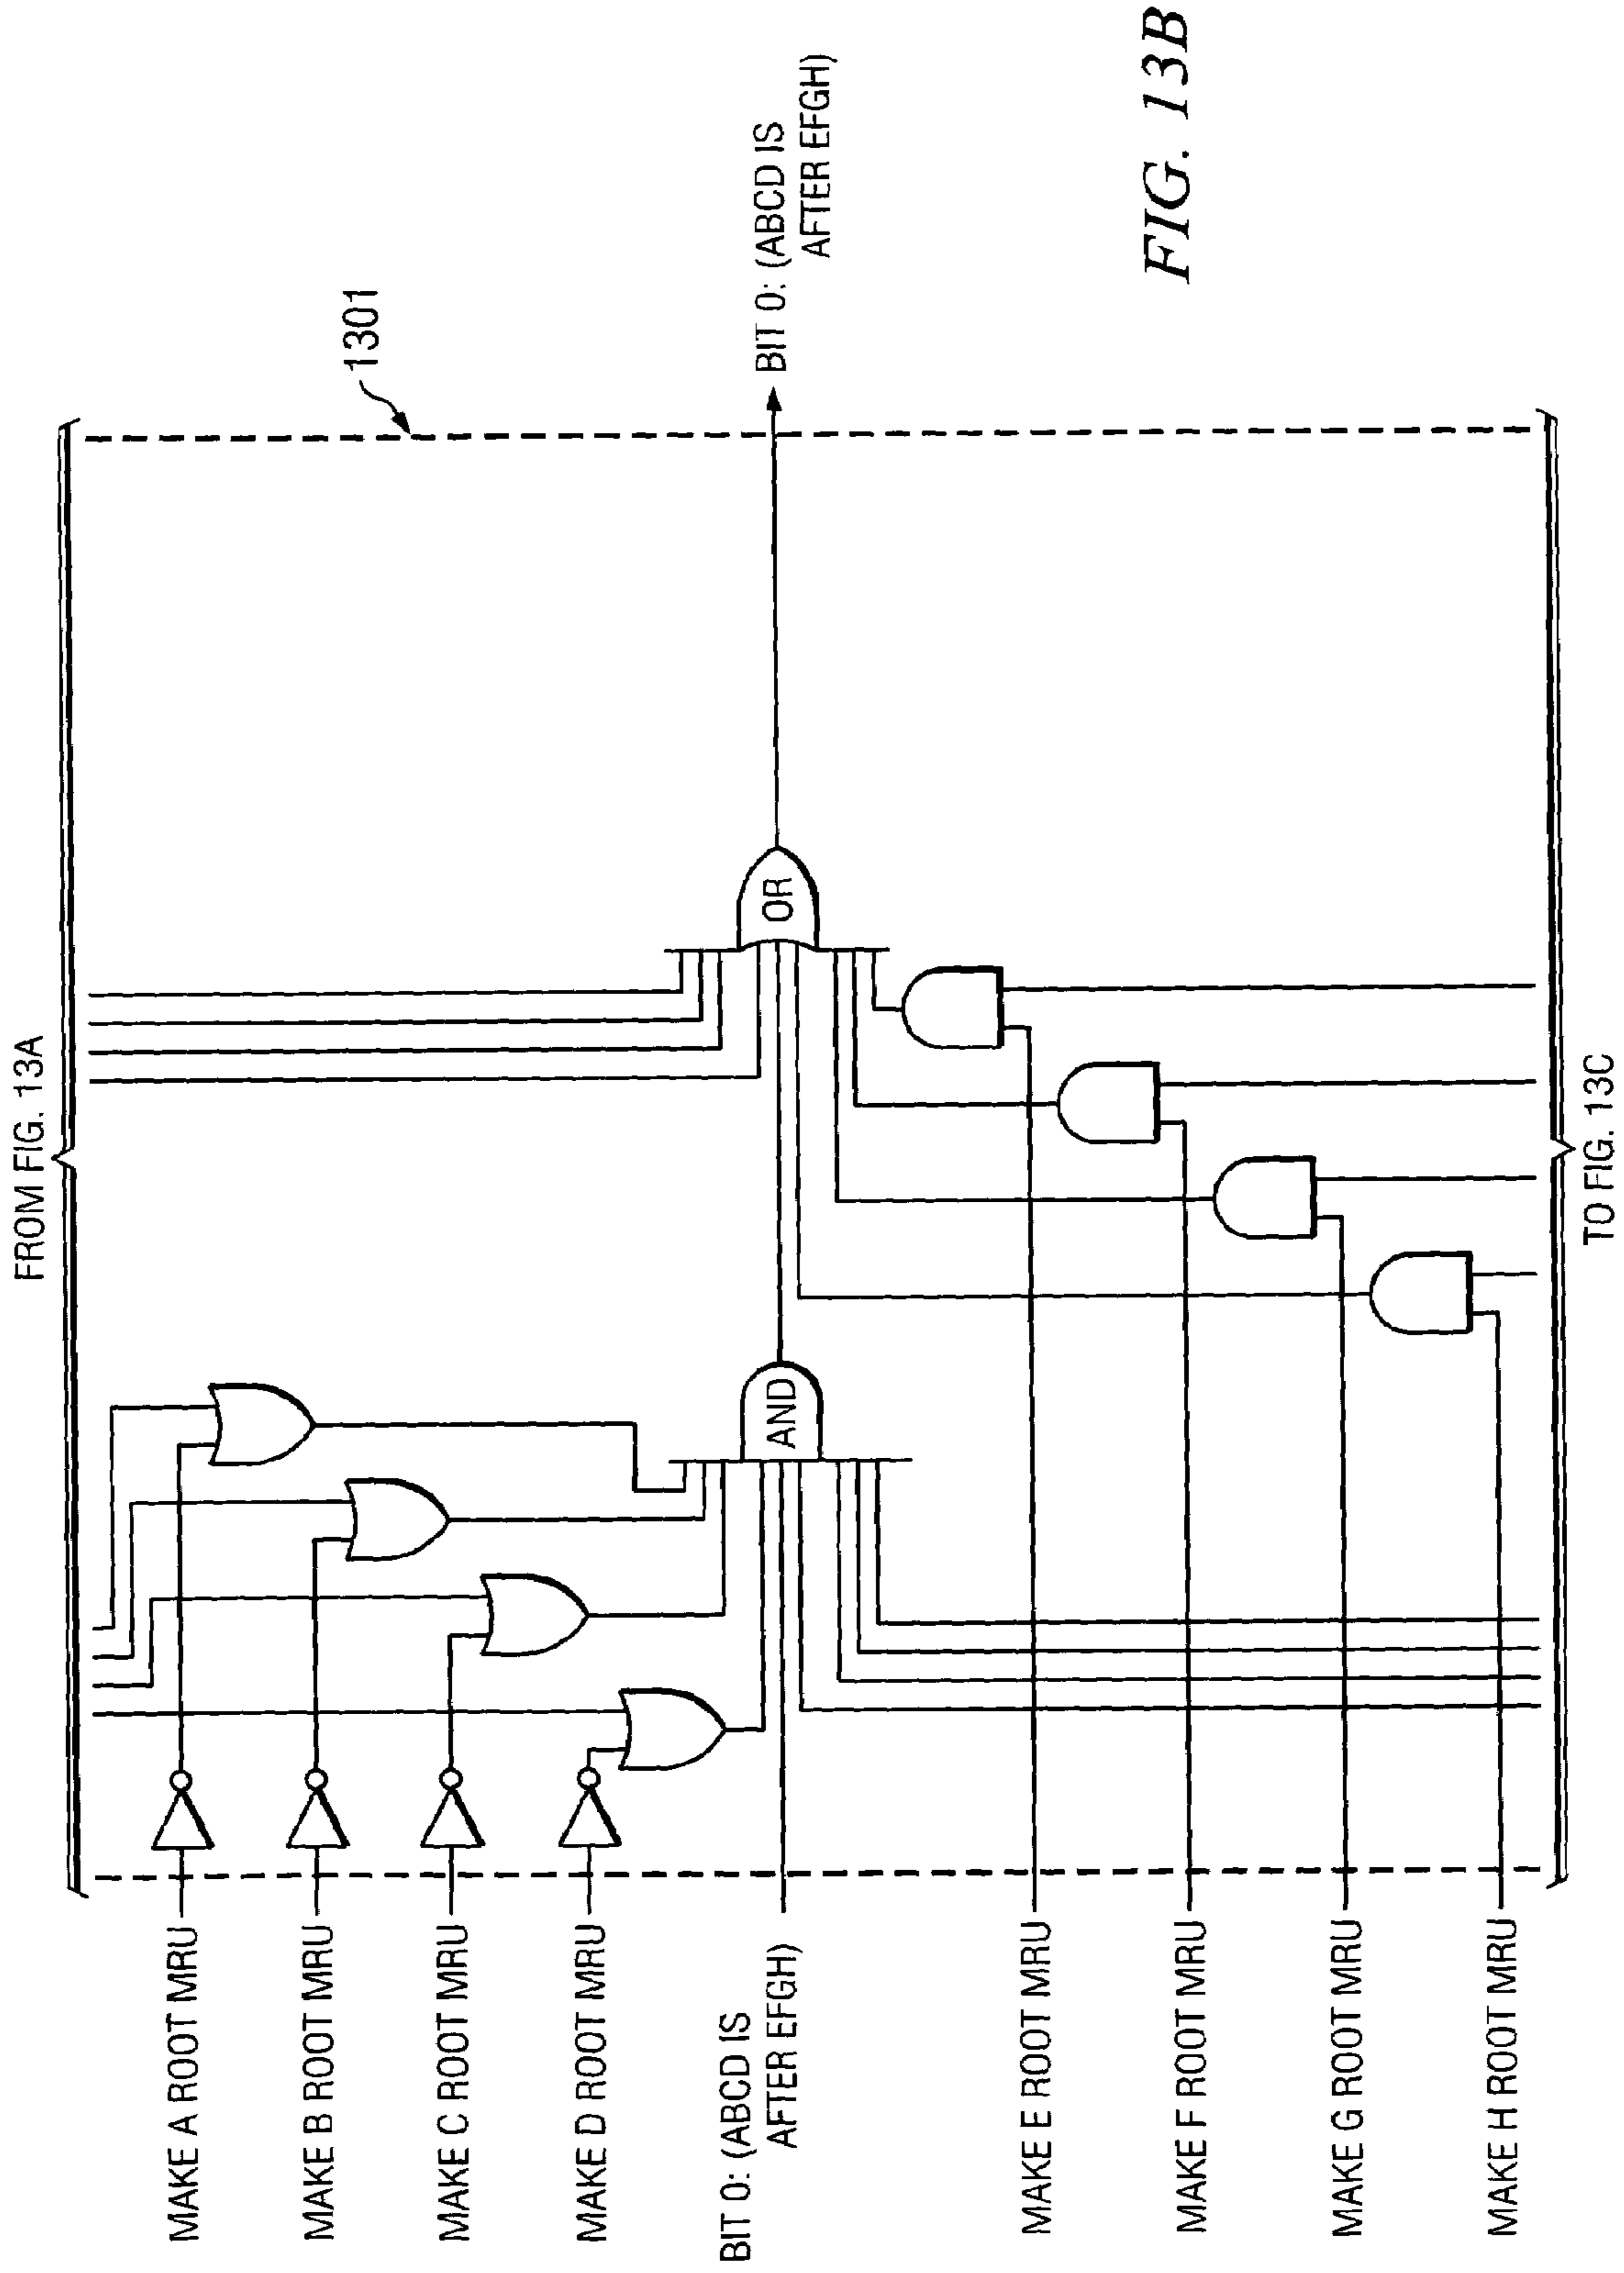 FROM FIG. 13A
MAKE A ROOT MRU
MAKE B ROOT MRU
MAKE C ROOT MRU
MAKE D ROOT MRU
BIT 0: (ABCD IS
AFTER EFGH)
MAKE E ROOT MRU
MAKE F ROOT MRU
MAKE G ROOT MRU
MAKE H ROOT MRU
AND
OR
1301
BIT 0: (ABCD IS
AFTER EFGH)
TO FIG. 13C
FIG. 13B